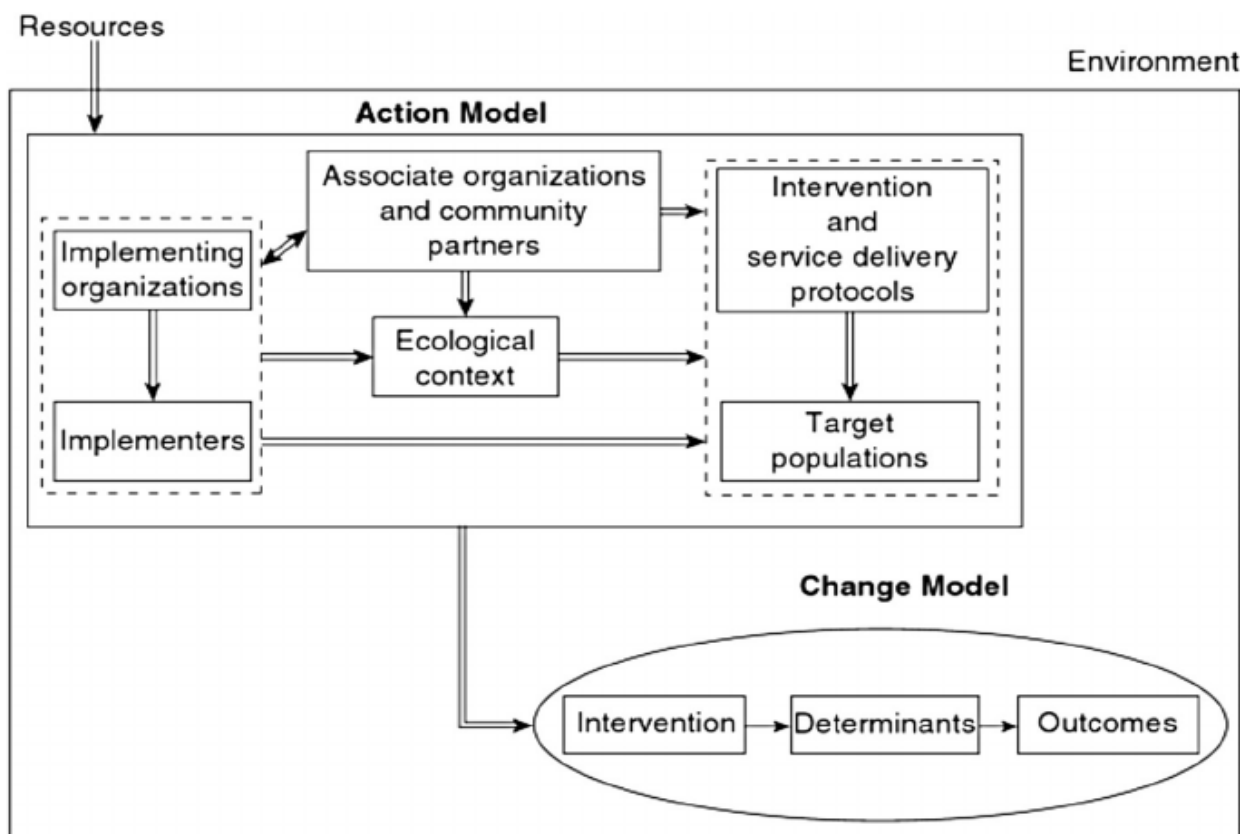 Resources
Environment
Action Model
Associate organizations
and community
partners
Intervention
and
service delivery
protocols
Implementing
organizations
Ecological
context
Implementers
Target
populations
Change Model
Intervention
Determinants
Outcomes